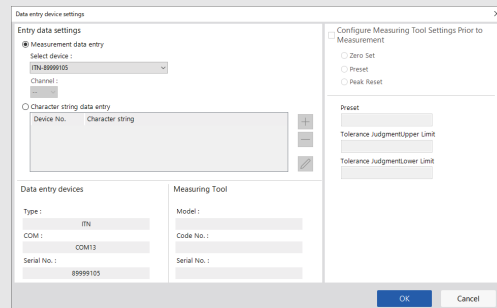 Data entry device settings
Entry data settings
Measurement data entry
Select device :
ITN-89999105
Channel :
---
Character string data entry
Device No. Character string
Data entry devices
Type :
ITN
COM :
COM13
Serial No. :
89999105
Measuring Tool
Model :
Code No. :
Serial No. :
Configure Measuring Tool Settings Prior to
Measurement
Zero Set
Preset
Peak Reset
Preset
Tolerance JudgmentUpper Limit
Tolerance JudgmentLower Limit
OK
Cancel